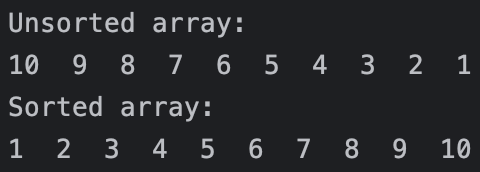 Unsorted array:
10  9  8  7  6  5  4  3  2  1
Sorted array:
1  2  3  4  5  6  7  8  9  10